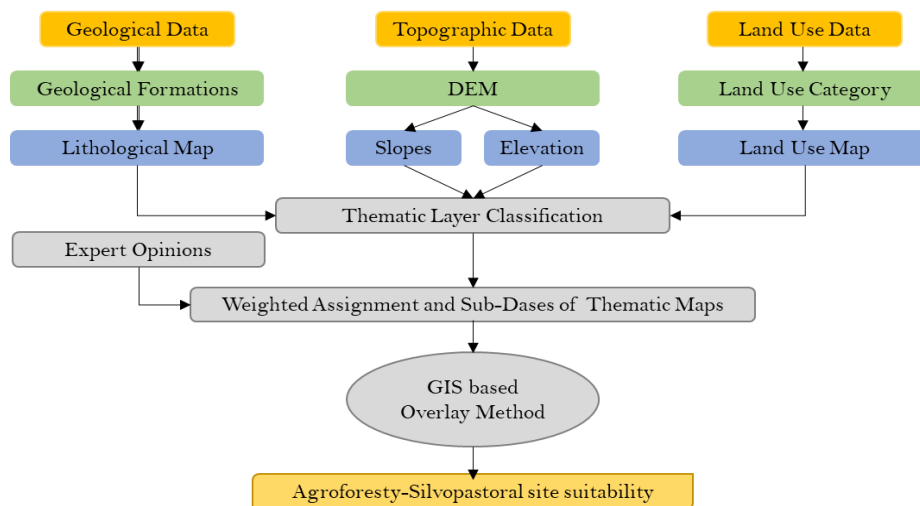 Geological Data
Topographic Data
Land Use Data
Geological Formations
DEM
Land Use Category
Lithological Map
Slopes
Elevation
Land Use Map
Thematic Layer Classification
Expert Opinions
Weighted Assignment and Sub-Dases of Thematic Maps
GIS based
Overlay Method
Agroforesty-Silvopastoral site suitability